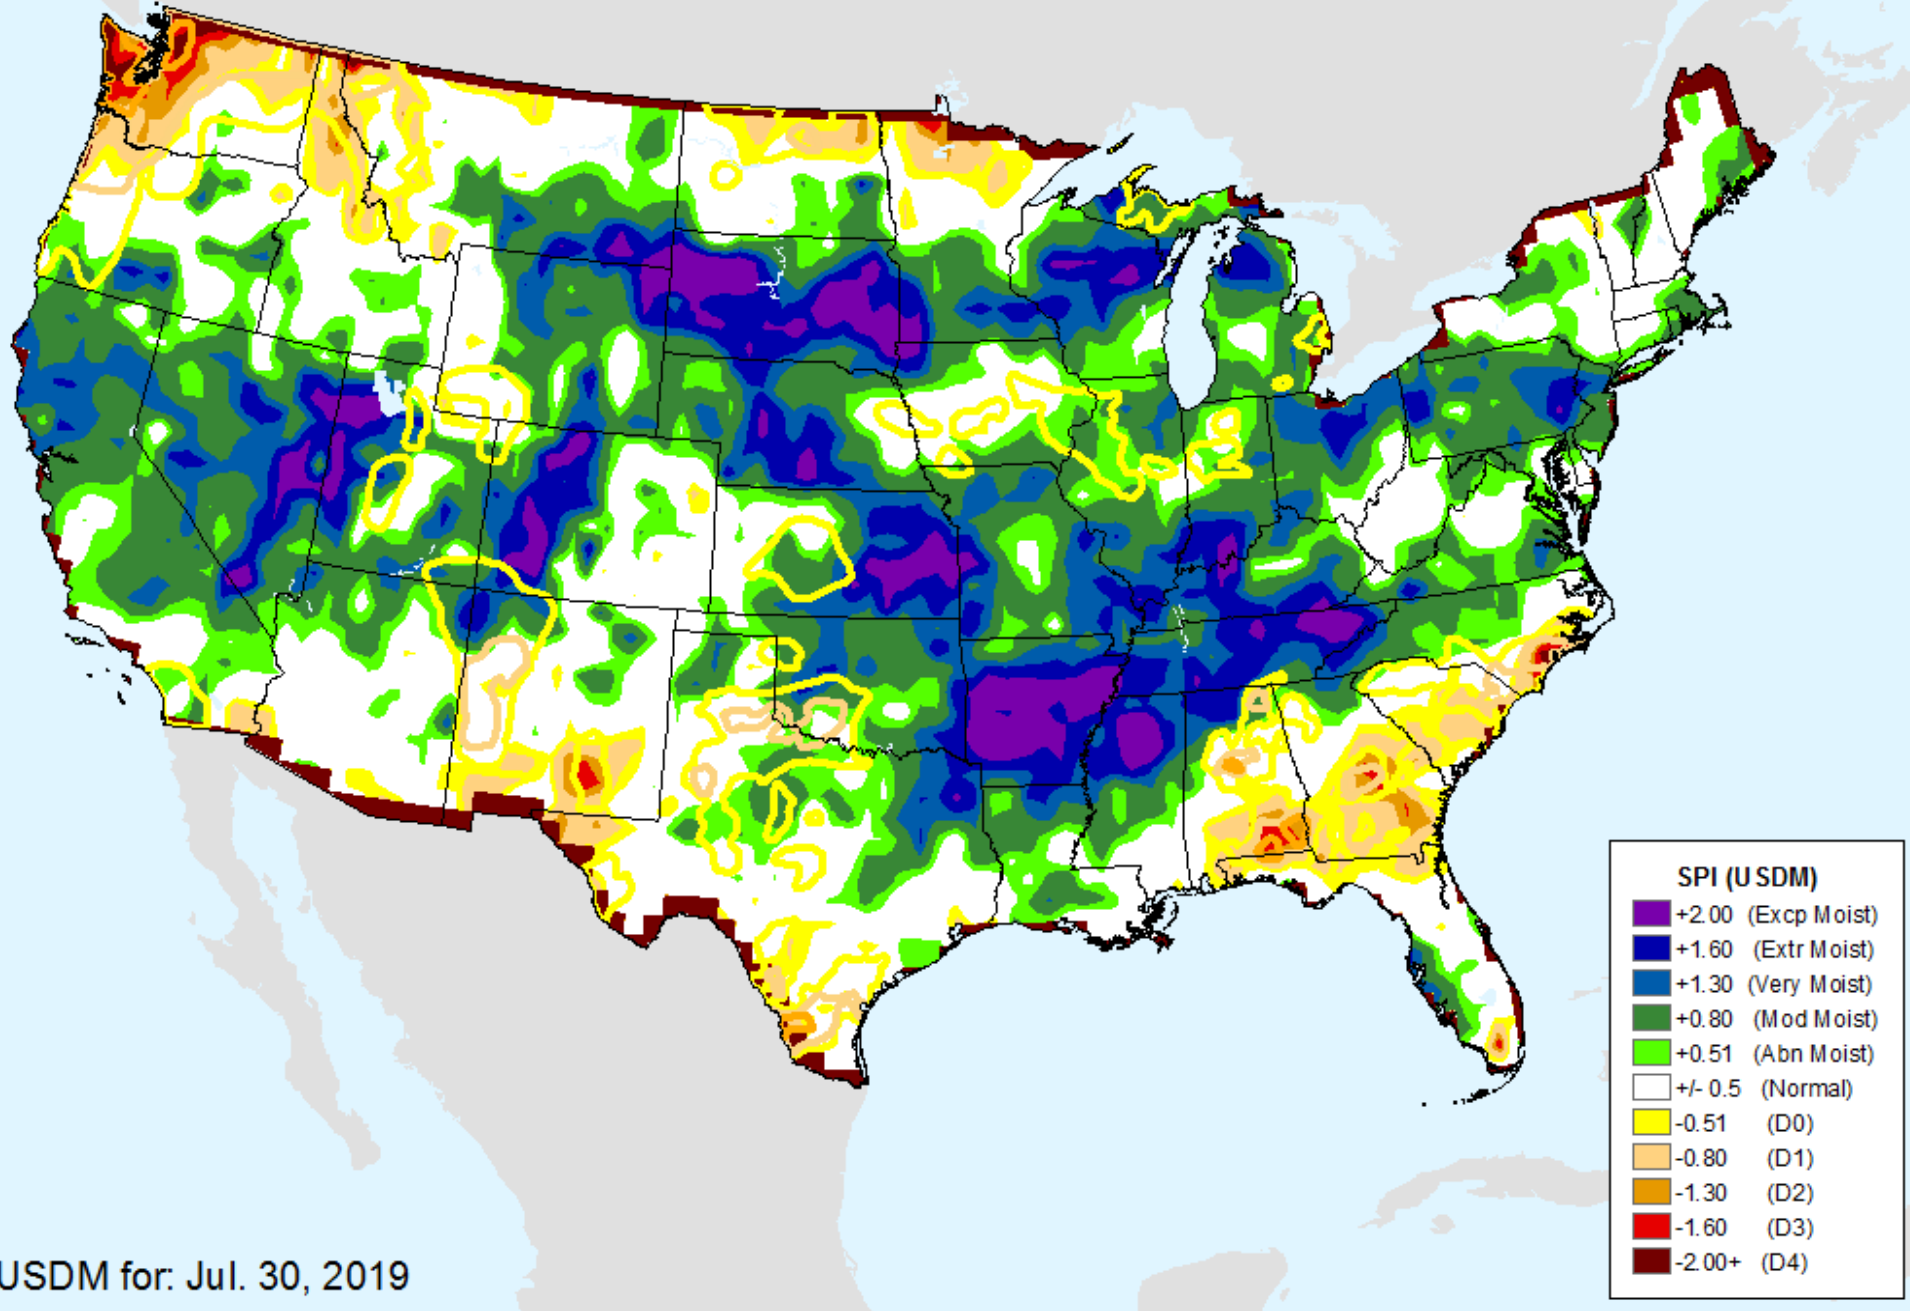 SPI (USDM)
+2.00 (Excp Moist)
+1.60 (Extr Moist)
+1.30 (Very Moist)
+0.80 (Mod Moist)
+0.51 (Abn Moist)
+/- 0.5 (Normal)
-0.51 (D0)
-0.80 (D1)
-1.30 (D2)
-1.60 (D3)
-2.00+ (D4)
USDM for: Jul. 30, 2019